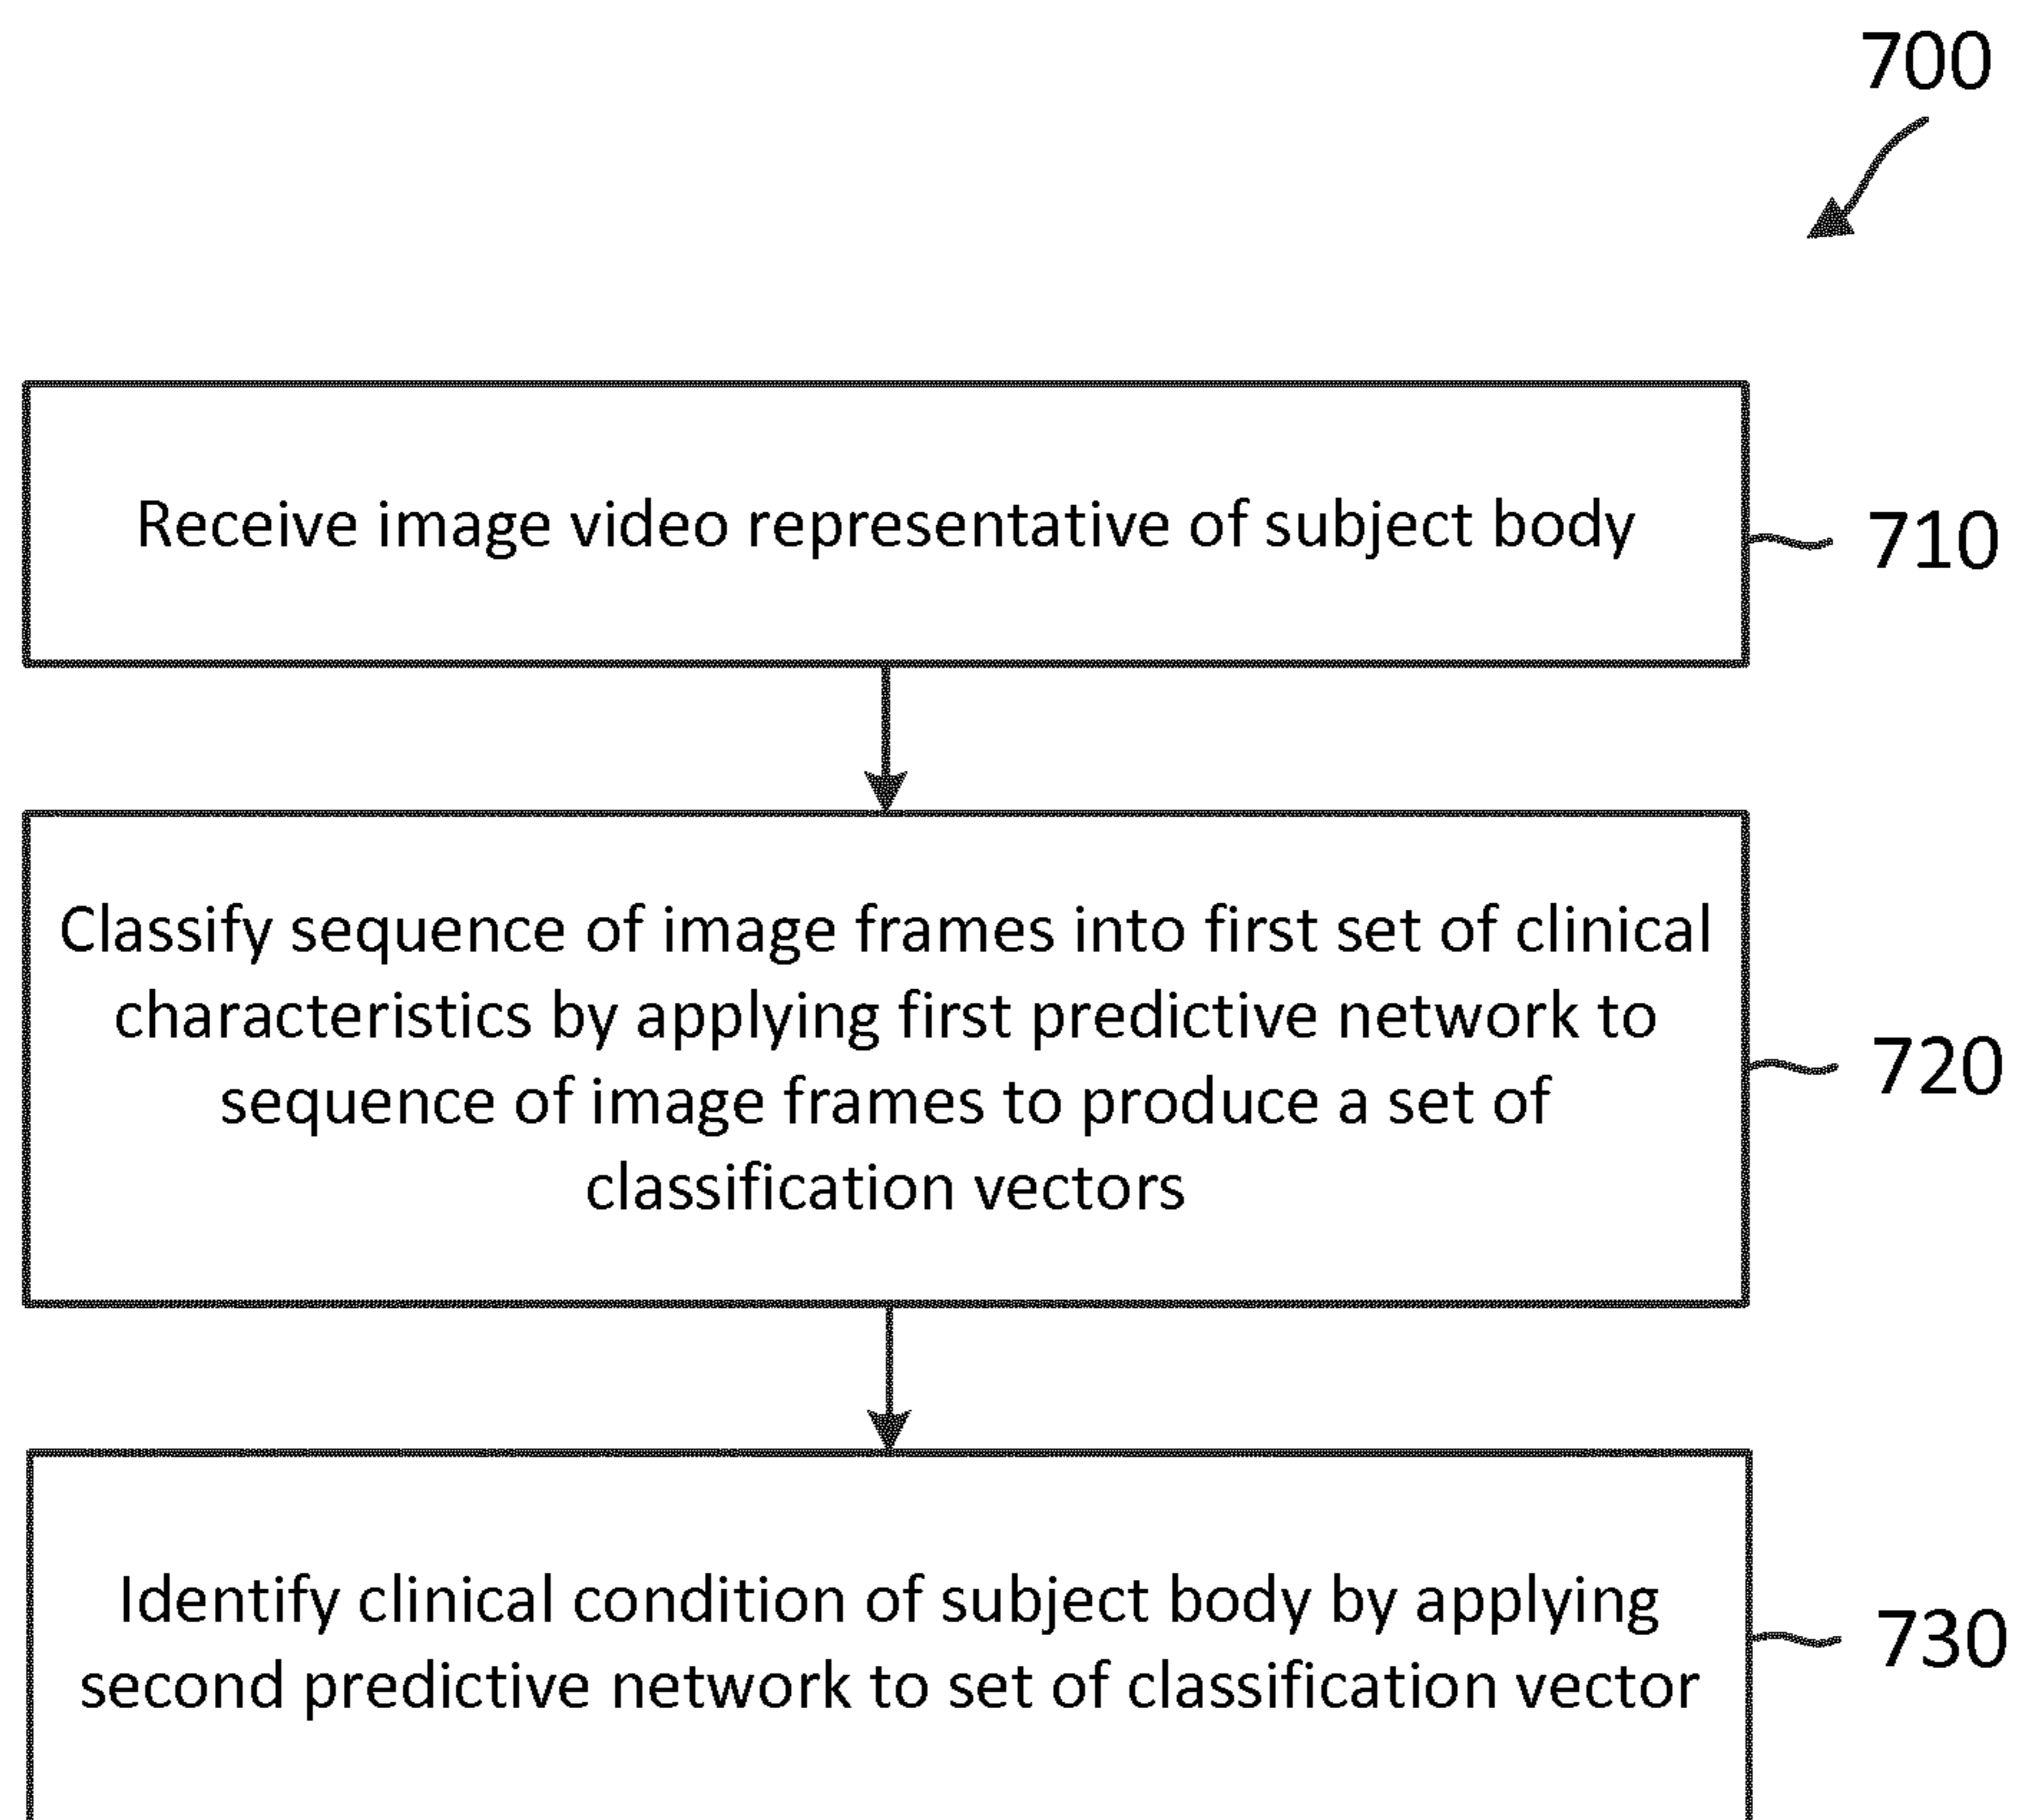 700
Receive image video representative of subject body
710
Classify sequence of image frames into first set of clinical
characteristics by applying first predictive network to
sequence of image frames to produce a set of
classification vectors
720
Identify clinical condition of subject body by applying
second predictive network to set of classification vector
730